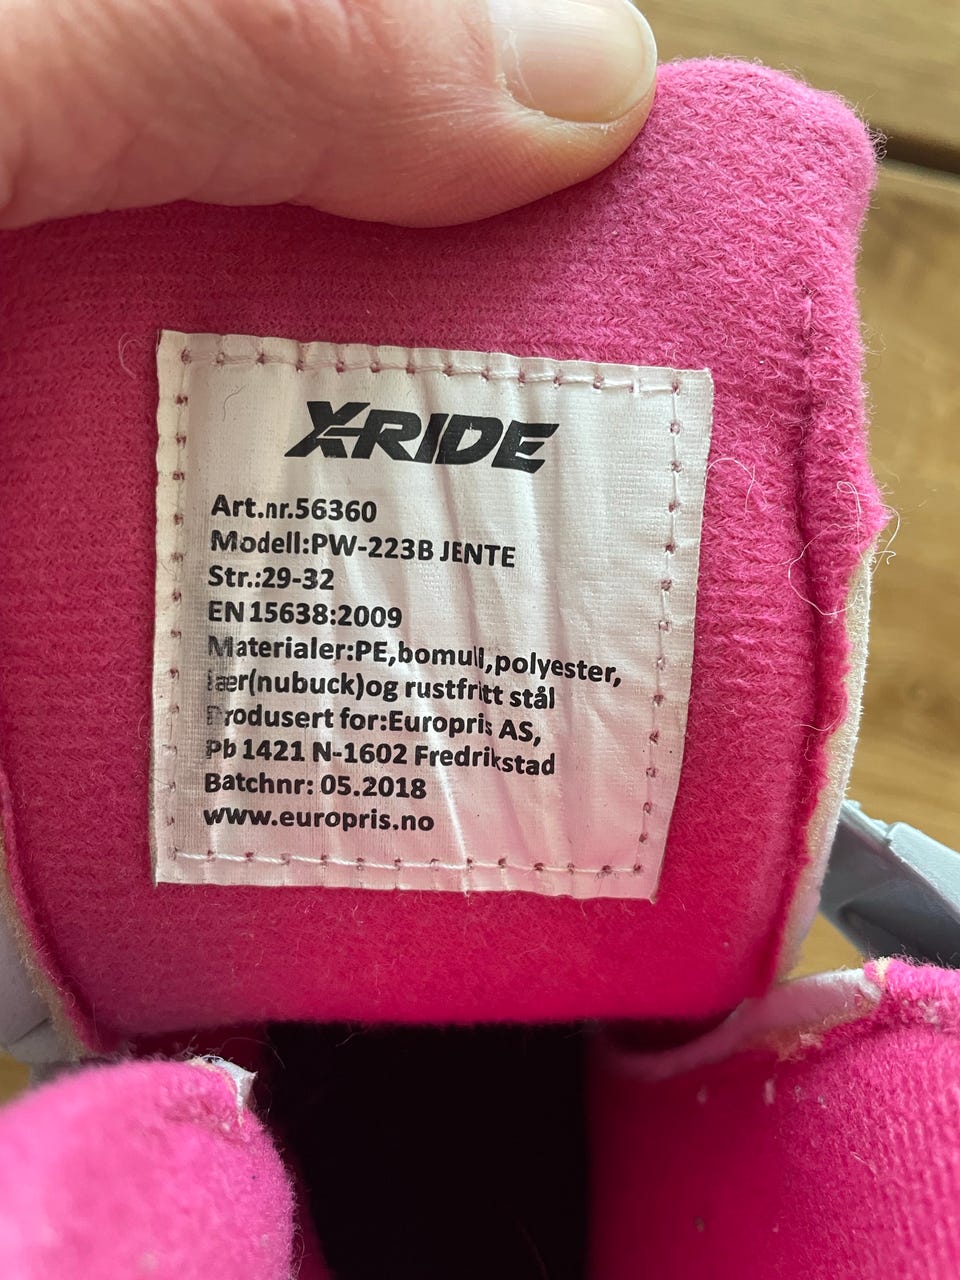 X-RIDE
Art.nr.56360
Modell:PW-223B JENTE
Str.:29-32
EN 15638:2009
Materialer:PE,bomull,polyester,
lær(nubuck)og rustfritt stål
Produsert for:Europris AS,
Pb 1421 N-1602 Fredrikstad
Batchnr: 05.2018
www.europris.no